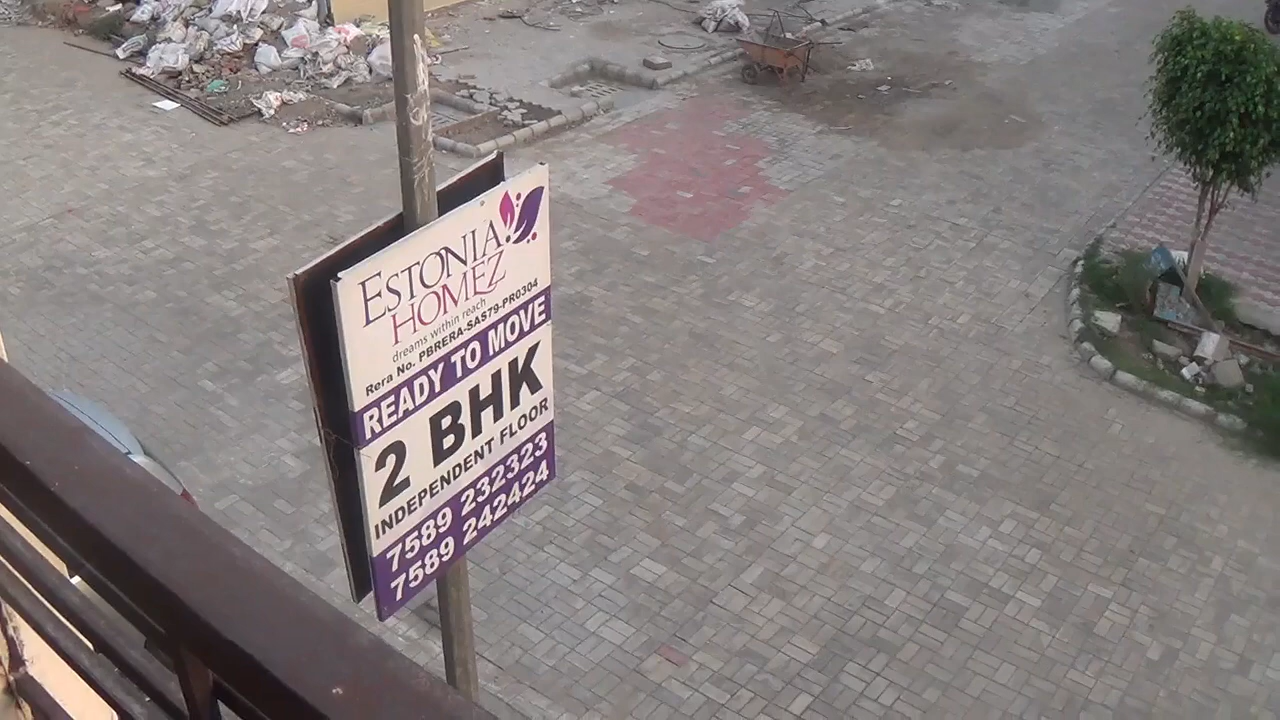 ESTONIA
HOMEZ
dreams within reach
Rera No. PBRERA-SAS79-PR0304
READY TO MOVE
2 BHK
INDEPENDENT FLOOR
7589 232323
7589 242424